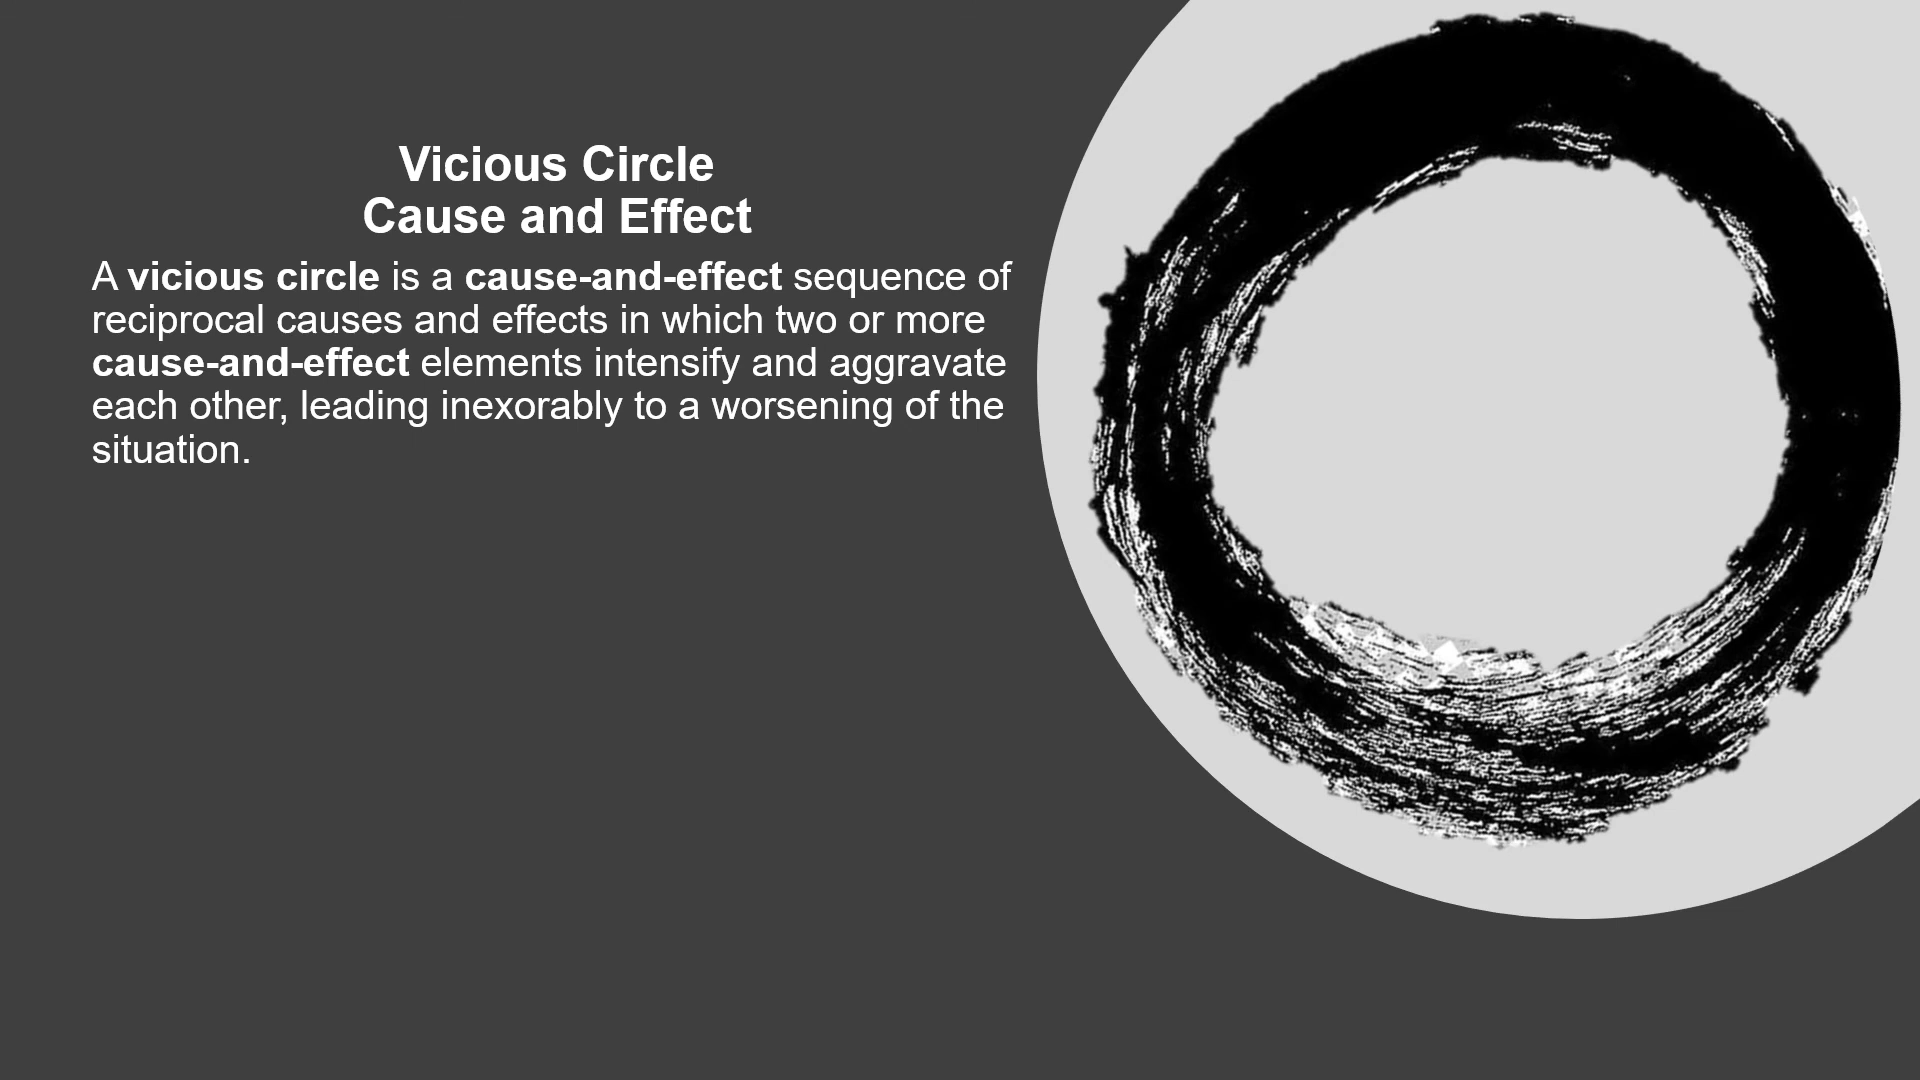 Vicious Circle
Cause and Effect
A vicious circle is a cause-and-effect sequence of
reciprocal causes and effects in which two or more
cause-and-effect elements intensify and aggravate
each other, leading inexorably to a worsening of the
situation.